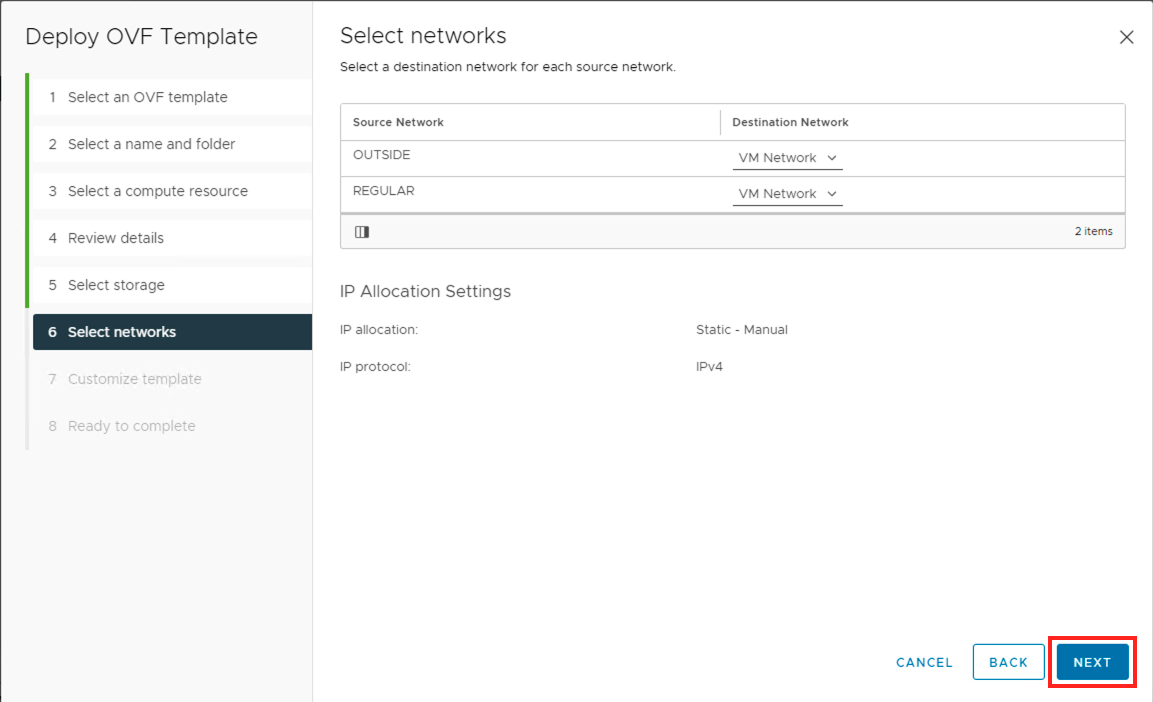 Deploy OVF Template
1 Select an OVF template
2 Select a name and folder
3 Select a compute resource
4 Review details
5 Select storage
6 Select networks
7 Customize template
8 Ready to complete
Select networks
Select a destination network for each source network.
Source Network Destination Network
OUTSIDE VM Network
REGULAR VM Network
2 items
IP Allocation Settings
IP allocation: Static - Manual
IP protocol: IPv4
CANCEL BACK NEXT